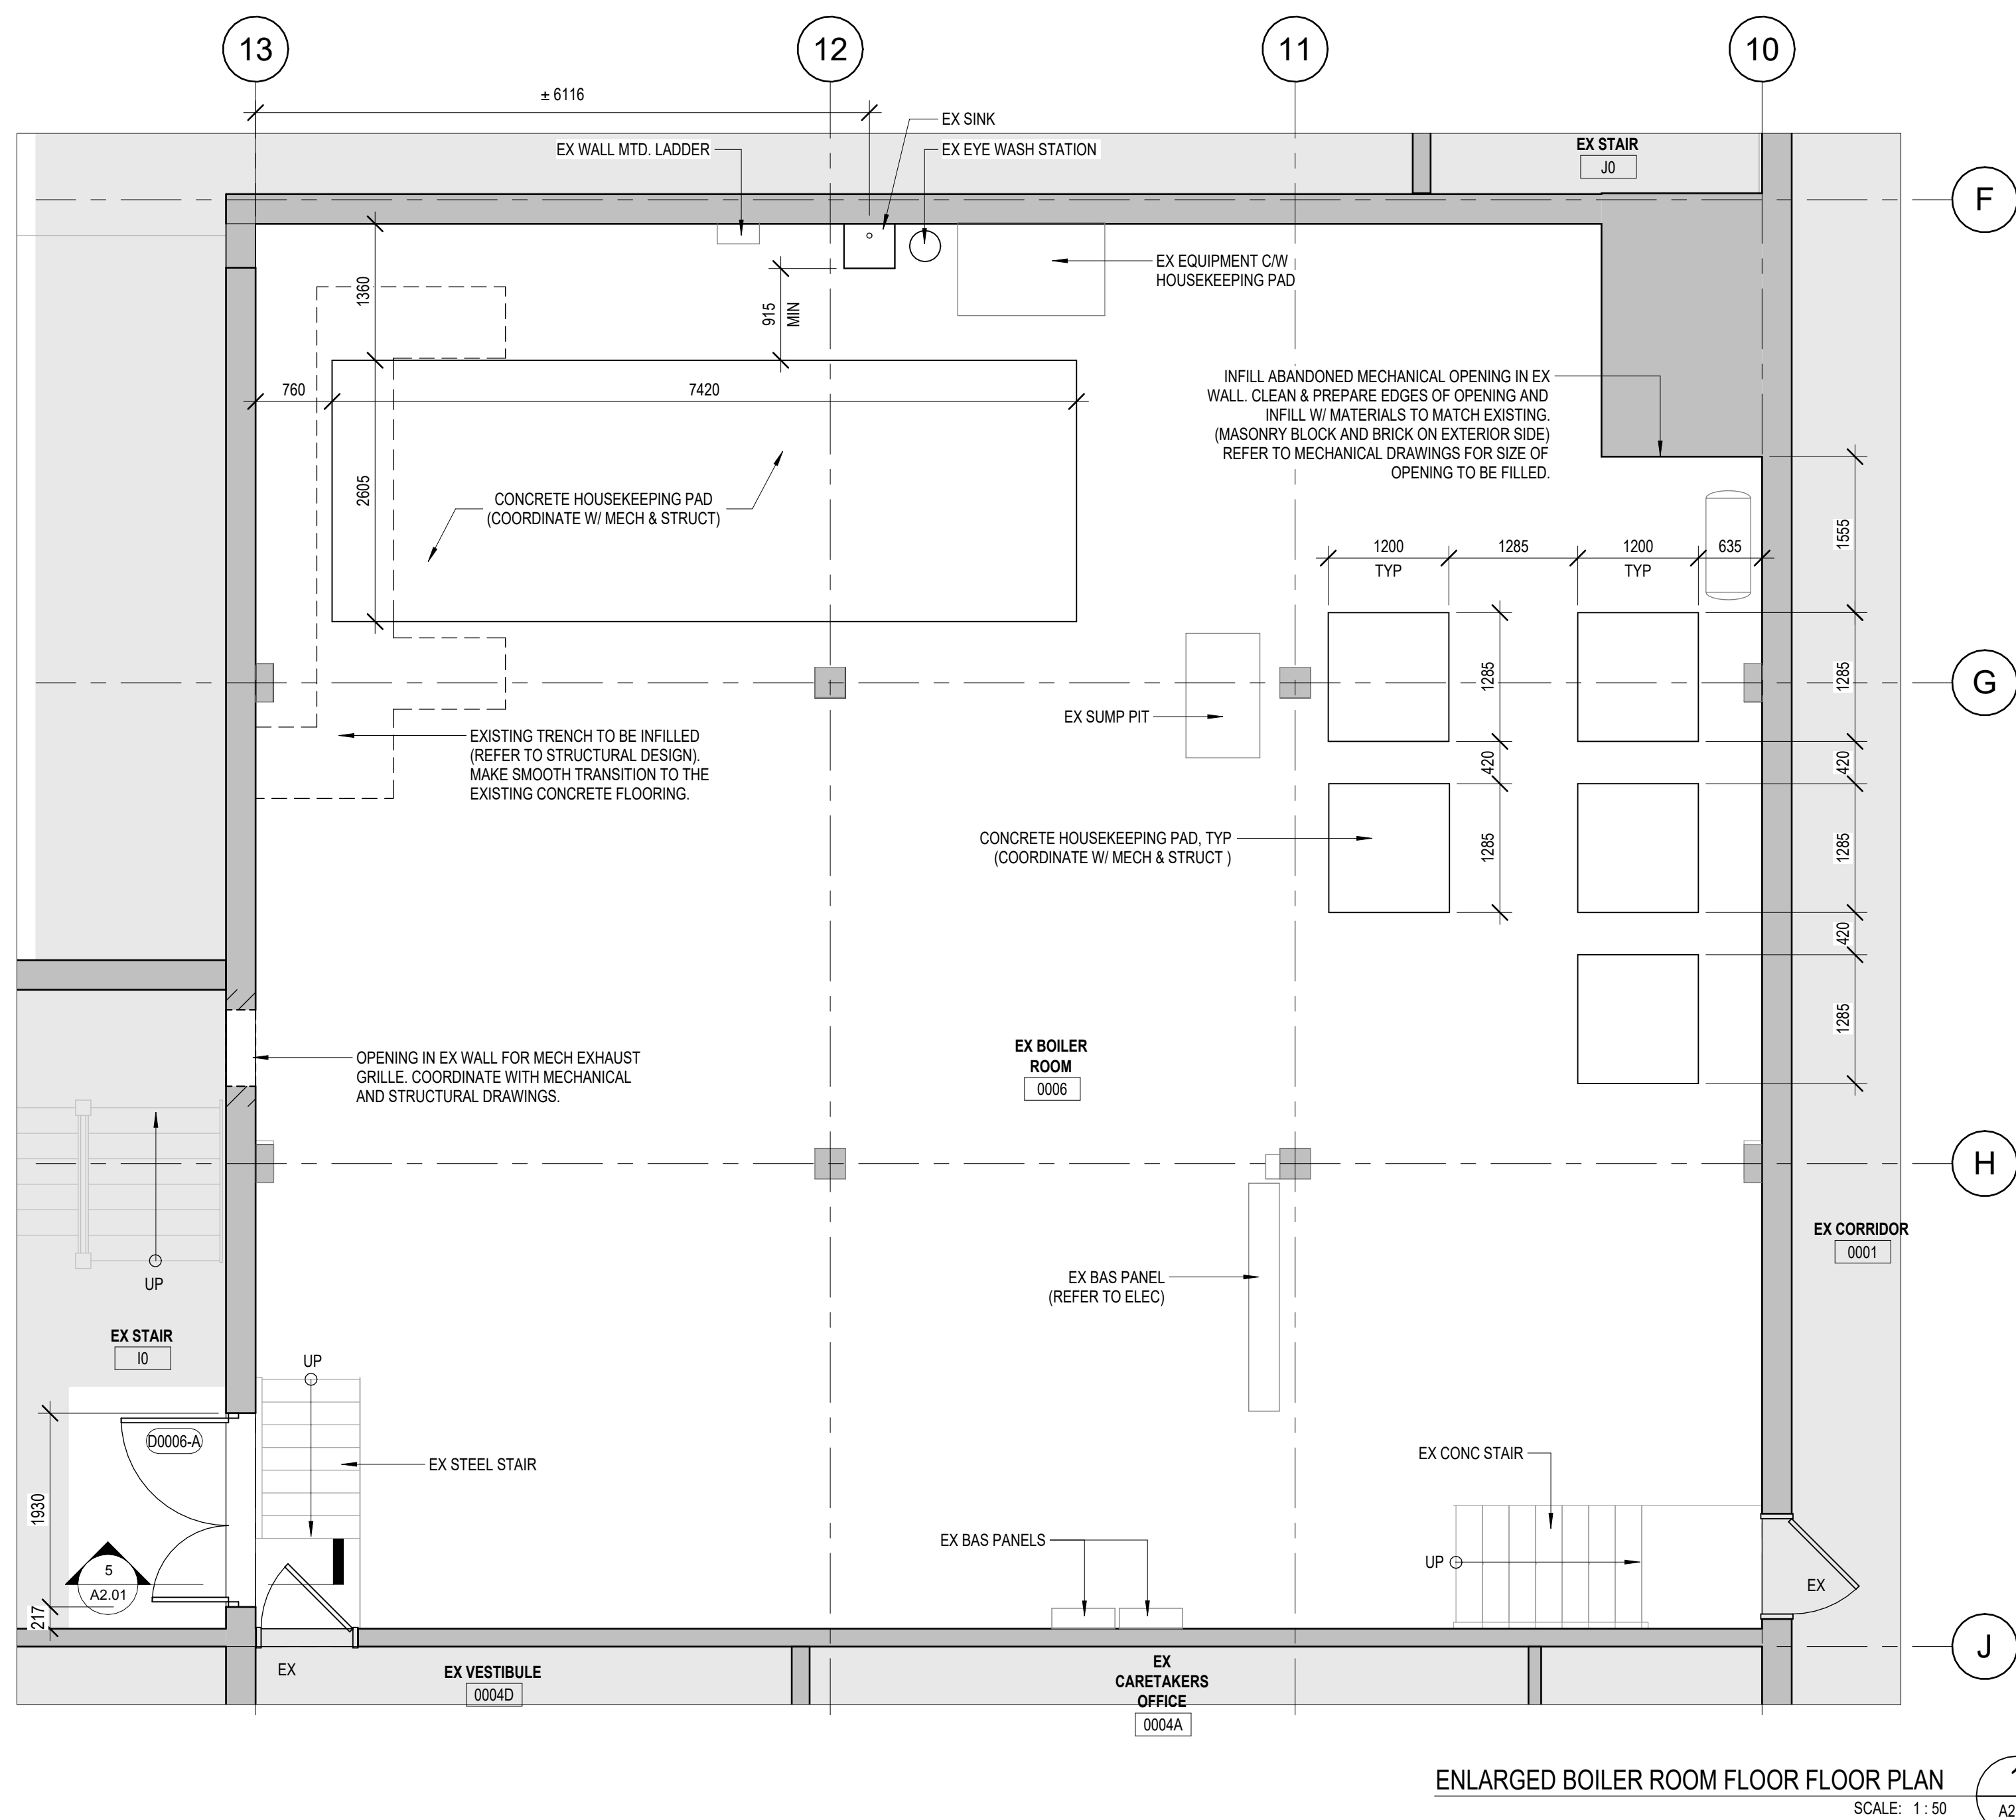 13
12
11
10
± 6116
EX SINK
EX WALL MTD. LADDER
EX EYE WASH STATION
EX STAIR
J0
F
1360
915
MIN
EX EQUIPMENT C/W
HOUSEKEEPING PAD
760
7420
INFILL ABANDONED MECHANICAL OPENING IN EX
WALL. CLEAN & PREPARE EDGES OF OPENING AND
INFILL W/ MATERIALS TO MATCH EXISTING.
(MASONRY BLOCK AND BRICK ON EXTERIOR SIDE)
REFER TO MECHANICAL DRAWINGS FOR SIZE OF
OPENING TO BE FILLED.
2605
CONCRETE HOUSEKEEPING PAD
(COORDINATE W/ MECH & STRUCT)
1200
TYP
1285
1200
TYP
635
1555
1285
1285
G
EX SUMP PIT
EXISTING TRENCH TO BE INFILLED
(REFER TO STRUCTURAL DESIGN).
MAKE SMOOTH TRANSITION TO THE
EXISTING CONCRETE FLOORING.
420
420
CONCRETE HOUSEKEEPING PAD, TYP
(COORDINATE W/ MECH & STRUCT )
1285
1285
420
1285
OPENING IN EX WALL FOR MECH EXHAUST
GRILLE. COORDINATE WITH MECHANICAL
AND STRUCTURAL DRAWINGS.
EX BOILER
ROOM
0006
H
EX CORRIDOR
0001
UP
EX BAS PANEL
(REFER TO ELEC)
EX STAIR
I0
UP
D0006-A
EX STEEL STAIR
EX CONC STAIR
1930
EX BAS PANELS
UP
5
A2.01
EX
217
J
EX
EX VESTIBULE
0004D
EX
CARETAKERS
OFFICE
0004A
ENLARGED BOILER ROOM FLOOR FLOOR PLAN
SCALE: 1 : 50